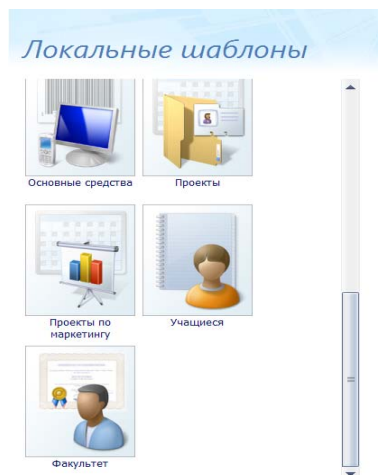 Локальные шаблоны
Основные средства
Проекты
Проекты по
маркетингу
Учащиеся
Факультет